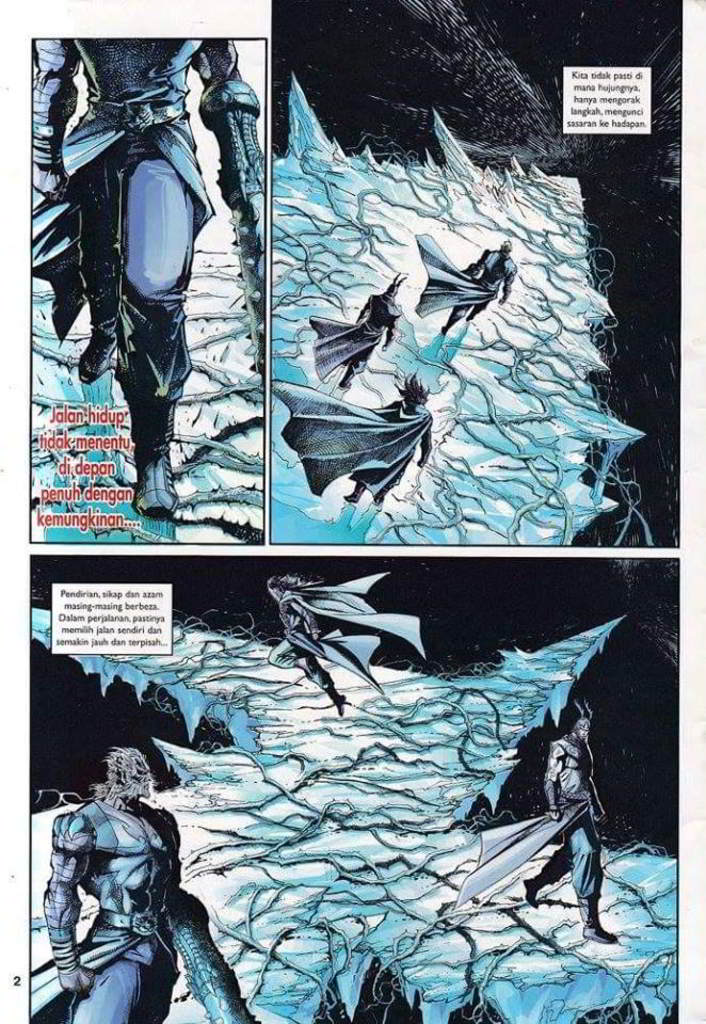 Jalan hidup
tidak menentu,
di depan
penuh dengan
kemungkinan....
Kita tidak pasti di
mana hujungnya,
hanya mengorak
langkah, mengunci
sasaran ke hadapan.
Pendirian, sikap dan azam
masing-masing berbeza.
Dalam perjalanan, pastinya
memilih jalan sendiri dan
semakin jauh dan terpisah...
2